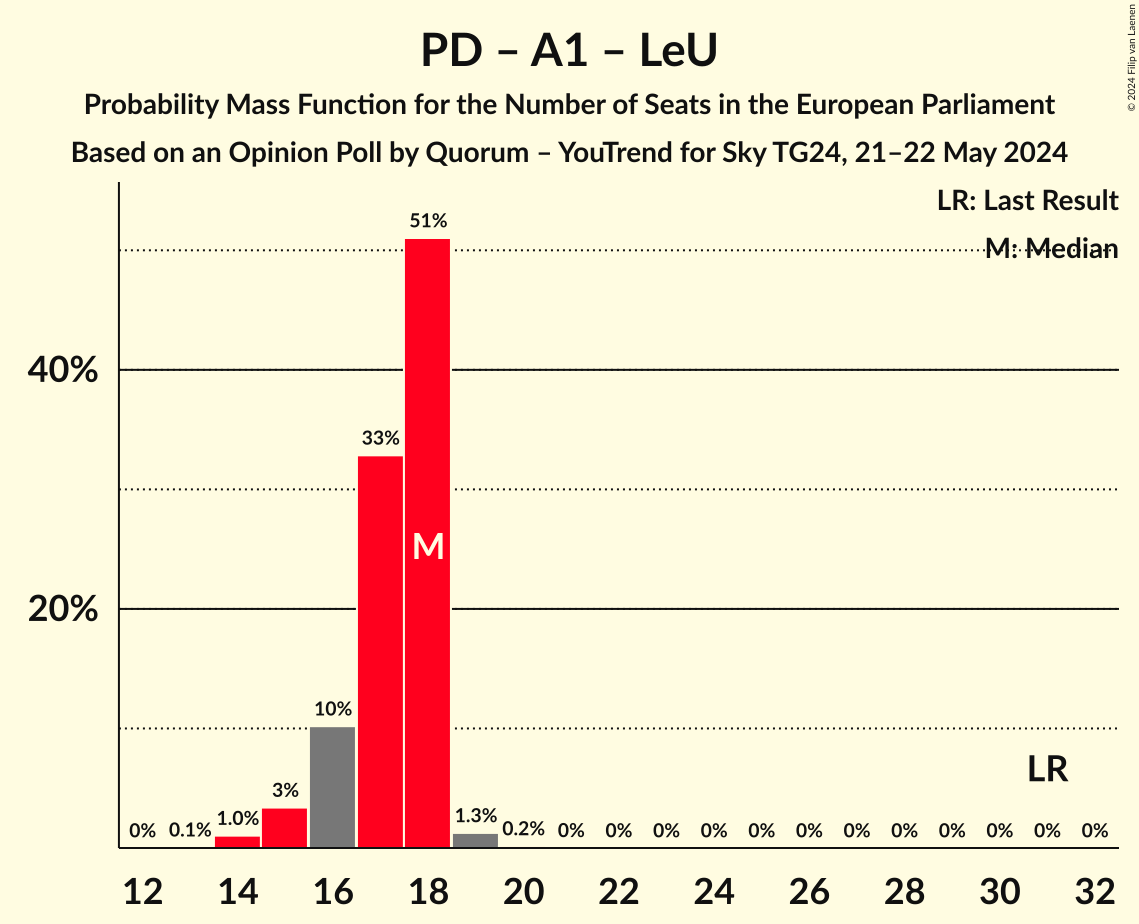 PD – A1 – LeU
Probability Mass Function for the Number of Seats in the European Parliament
Based on an Opinion Poll by Quorum – YouTrend for Sky TG24, 21–22 May 2024
© 2024 Filip van Laenen
LR: Last Result
M: Median
51%
40%
33%
M
20%
10%
LR
3%
1.0%
1.3%
0% 0.1% 0.2% 0% 0% 0% 0% 0% 0% 0% 0% 0% 0% 0% 0%
12 14 16 18 20 22 24 26 28 30 32